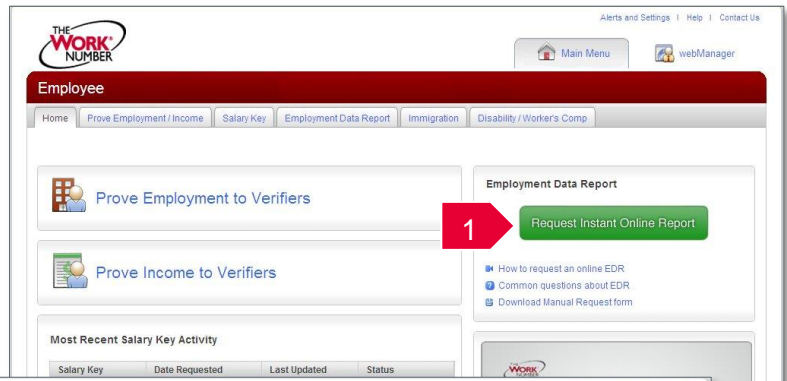 Alerts and Settings | Help | Contact Us
THE
WORK
NUMBER
Main Menu
webManager
Employee
Home
Prove Employment / Income
Salary Key
Employment Data Report
Immigration
Disability / Worker's Comp
Prove Employment to Verifiers
Prove Income to Verifiers
Most Recent Salary Key Activity
Salary Key Date Requested Last Updated Status
Employment Data Report
1
Request Instant Online Report
How to request an online EDR
Common questions about EDR
Download Manual Request form
THE
WORK
NUMBER